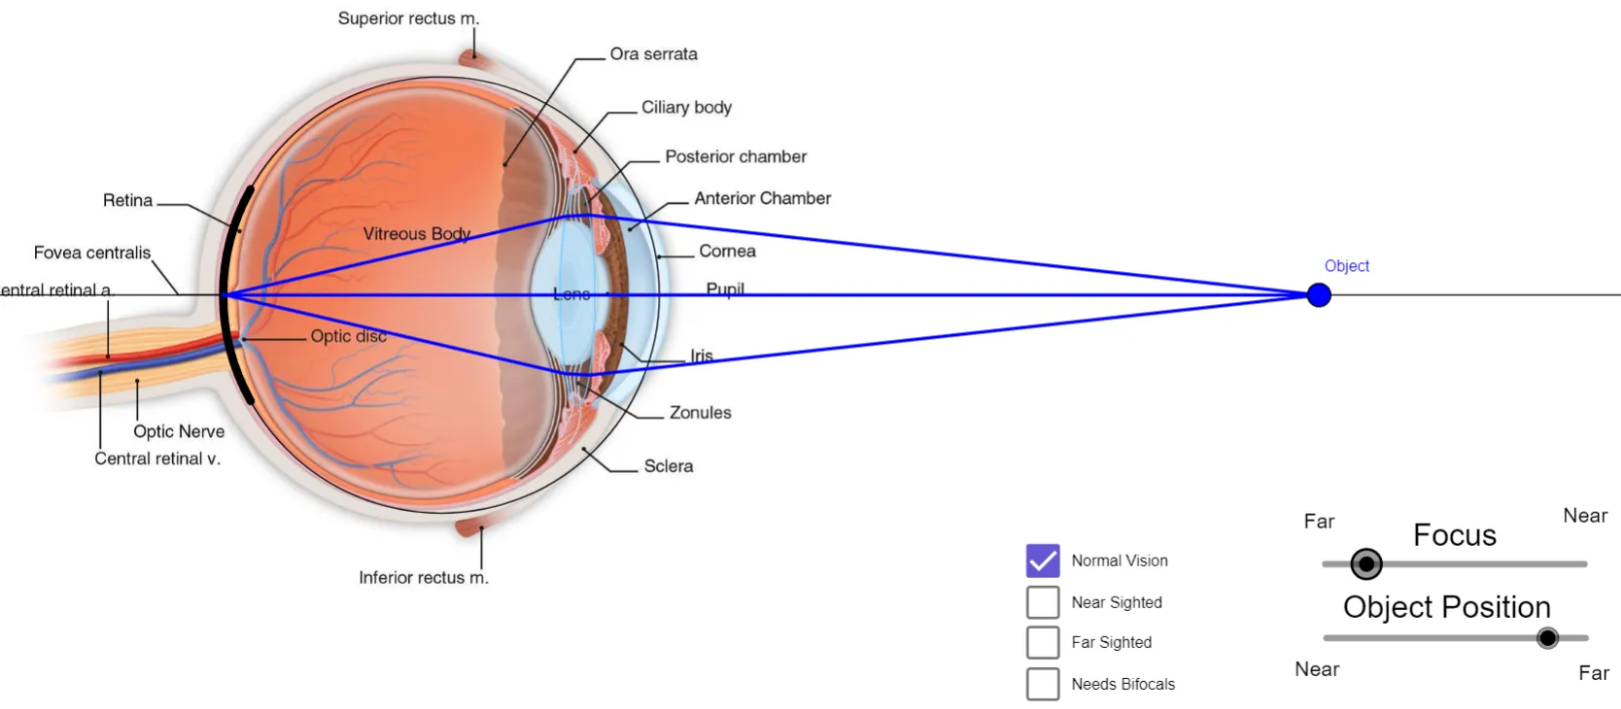 Superior rectus m.
Ora serrata
Ciliary body
Posterior chamber
Anterior Chamber
Retina
Vitreous Body
Fovea centralis
Cornea
Object
entral retinal a.
Lens
Pupil
Optic disc
Iris
Zonules
Optic Nerve
Central retinal v.
Sclera
Inferior rectus m.
Far
Near
Focus
Normal Vision
Near Sighted
Object Position
Far Sighted
Near
Far
Needs Bifocals